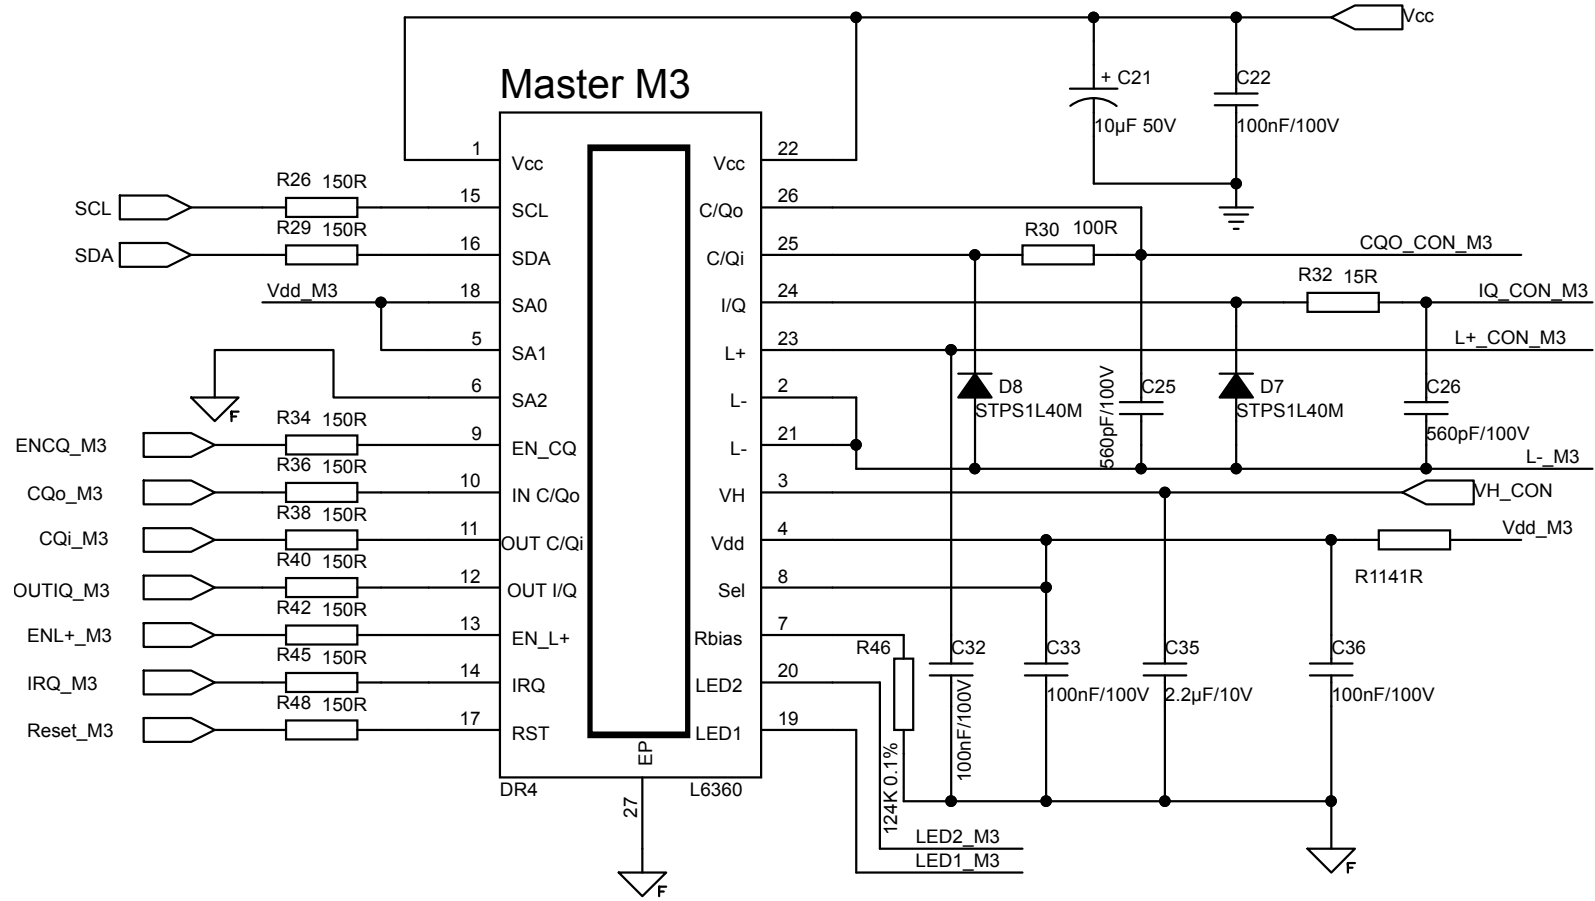 Vcc
Master M3
+ C21
10µF 50V
C22
100nF/100V
1
Vcc
22
Vcc
SCL
R26 150R
15
SCL
26
C/Qo
SDA
R29 150R
16
SDA
25
C/Qi
R30 100R
CQO_CON_M3
Vdd_M3
18
SA0
24
I/Q
R32 15R
IQ_CON_M3
5
SA1
23
L+
L+_CON_M3
6
SA2
F
2
L-
D8
STPS1L40M
560pF/100V
C25
D7
STPS1L40M
C26
560pF/100V
ENCQ_M3
R34 150R
9
EN_CQ
21
L-
L-_M3
CQo_M3
R36 150R
10
IN C/Qo
3
VH
VH_CON
CQi_M3
R38 150R
11
OUT C/Qi
4
Vdd
Vdd_M3
R1141R
OUTIQ_M3
R40 150R
12
OUT I/Q
8
Sel
ENL+_M3
R42 150R
13
EN_L+
7
Rbias
R46
124K 0.1%
C32
100nF/100V
C33
100nF/100V
C35
2.2µF/10V
C36
100nF/100V
IRQ_M3
R45 150R
14
IRQ
20
LED2
Reset_M3
R48 150R
17
RST
19
LED1
EP
DR4
L6360
27
LED2_M3
LED1_M3
F
F